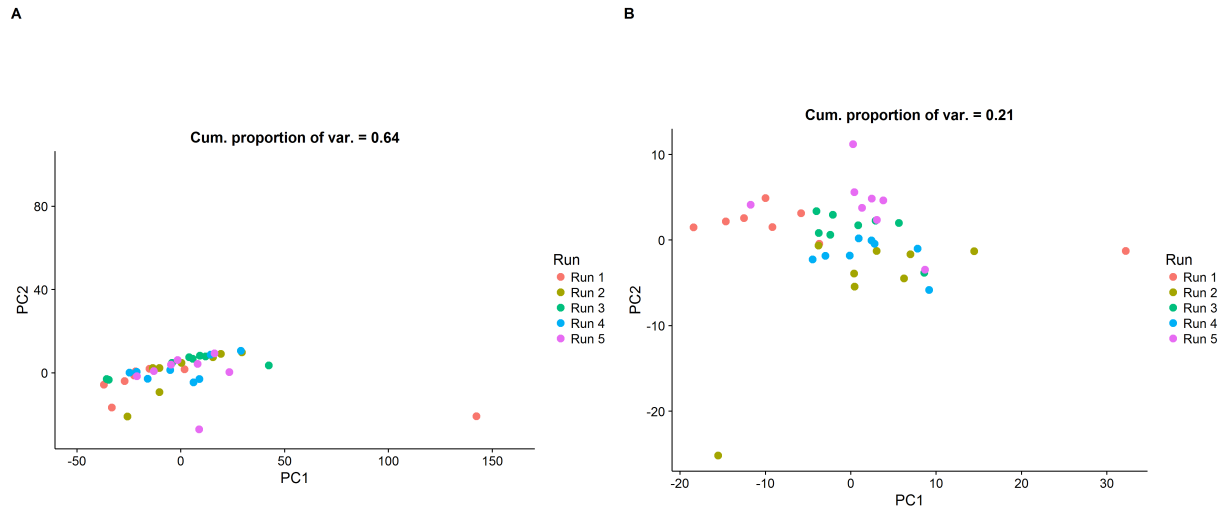 A
Cum. proportion of var. = 0.64
PC2
80
40
0
-50
0
50
100
150
PC1
Run
Run 1
Run 2
Run 3
Run 4
Run 5
B
Cum. proportion of var. = 0.21
PC2
10
0
-10
-20
-20
-10
0
10
20
30
PC1
Run
Run 1
Run 2
Run 3
Run 4
Run 5